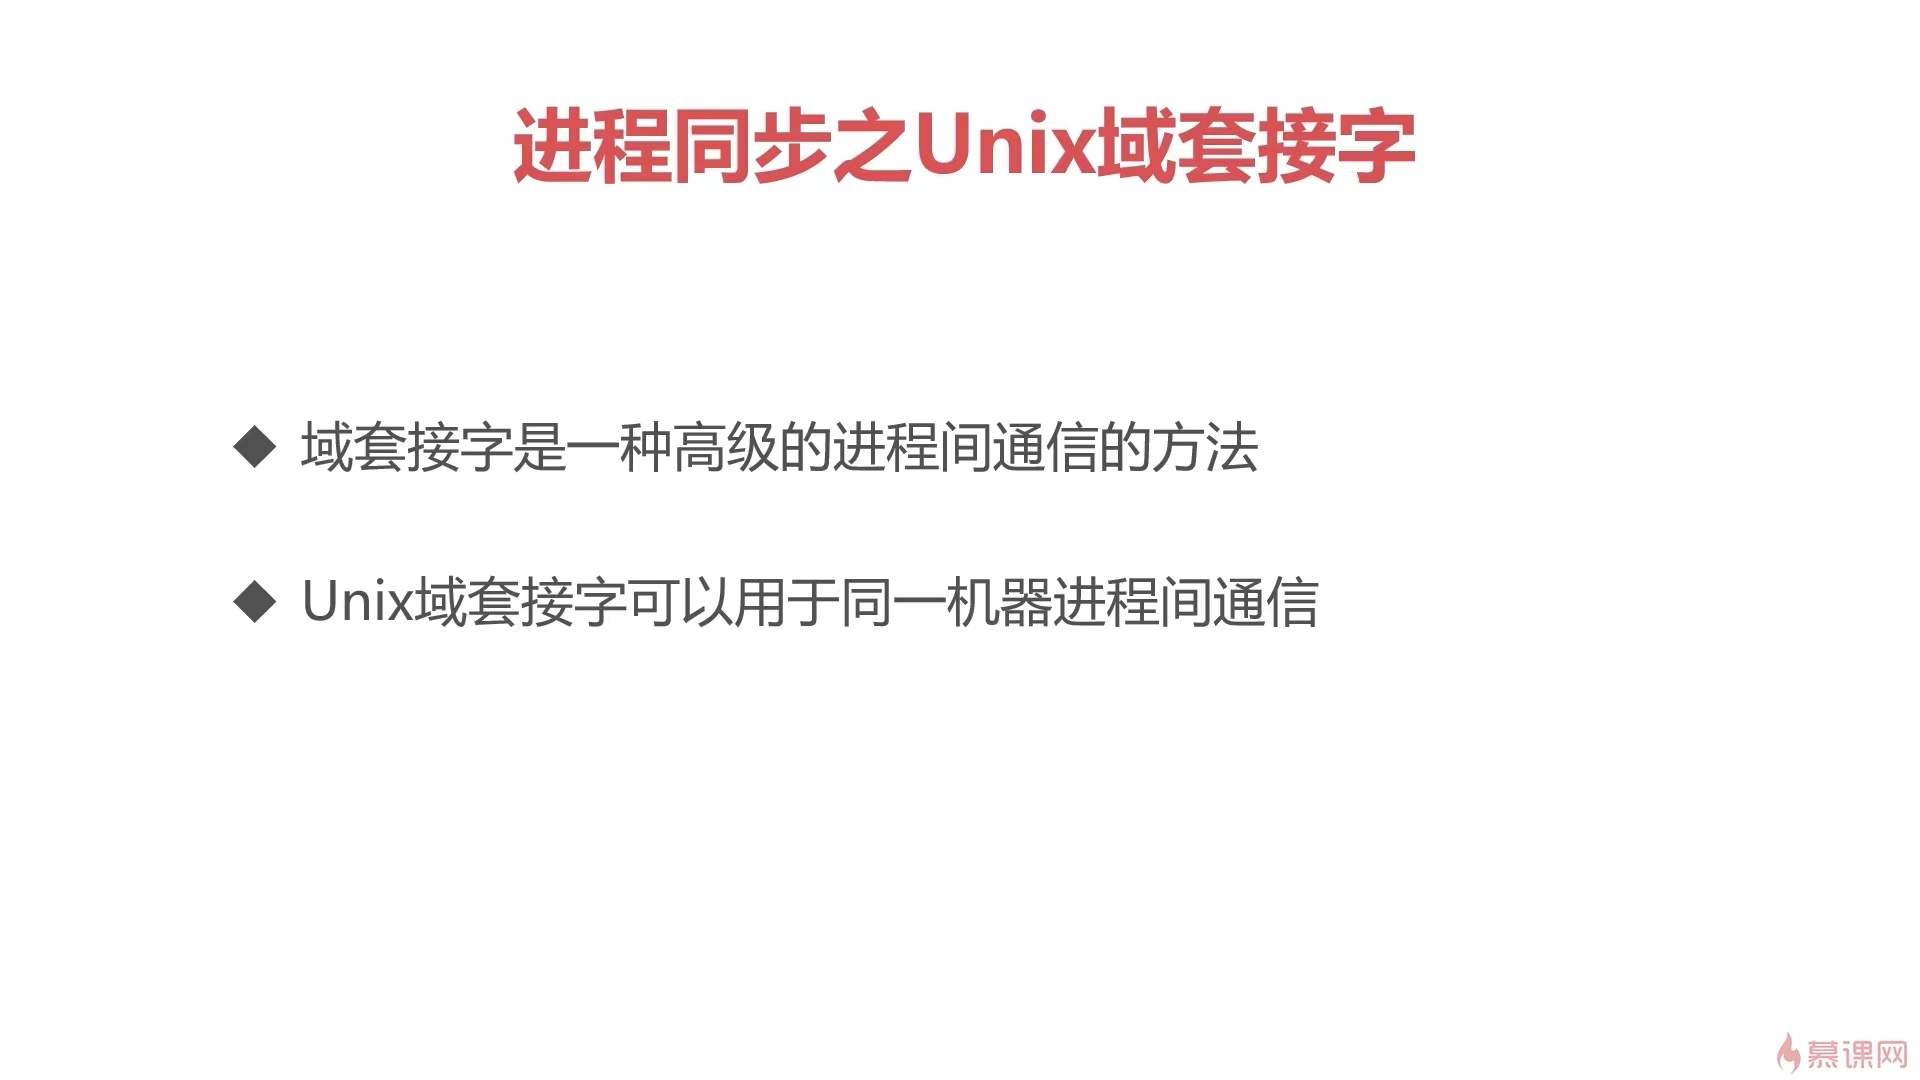 进程同步之Unix域套接字
◆ 域套接字是一种高级的进程间通信的方法
◆ Unix域套接字可以用于同一机器进程间通信
慕课网